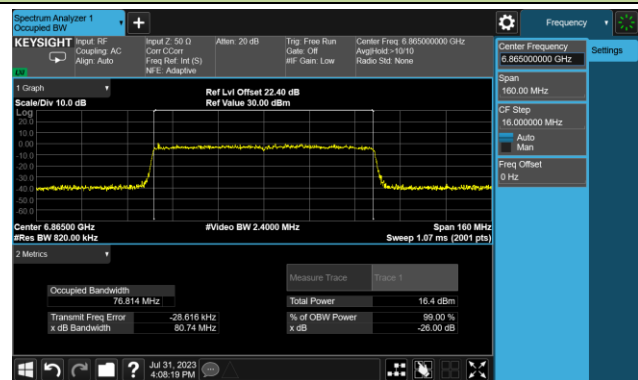 Spectrum Analyzer 1
Occupied BW
Frequency
KEYSIGHT
Input: RF
Coupling: AC
Align: Auto
Input Z: 50 Ω
Corr CCorr
Freq Ref: Int (S)
NFE: Adaptive
Atten: 20 dB
Trig: Free Run
Gate: Off
#IF Gain: Low
Center Freq: 6.865000000 GHz
Avg|Hold:>10/10
Radio Std: None
Center Frequency
6.865000000 GHz
Settings
Span
160.00 MHz
CF Step
16.000000 MHz
Auto
Man
Freq Offset
0 Hz
1 Graph
Scale/Div 10.0 dB
Ref Lvl Offset 22.40 dB
Ref Value 30.00 dBm
Log
20.0
10.0
0.00
-10.0
-20.0
-30.0
-40.0
-50.0
-60.0
Center 6.86500 GHz
#Res BW 820.00 kHz
#Video BW 2.4000 MHz
Span 160 MHz
Sweep 1.07 ms (2001 pts)
2 Metrics
Measure Trace
Trace 1
Occupied Bandwidth
76.814 MHz
Total Power
16.4 dBm
Transmit Freq Error
-28.616 kHz
% of OBW Power
99.00 %
x dB Bandwidth
80.74 MHz
x dB
-26.00 dB
Jul 31, 2023
4:08:19 PM